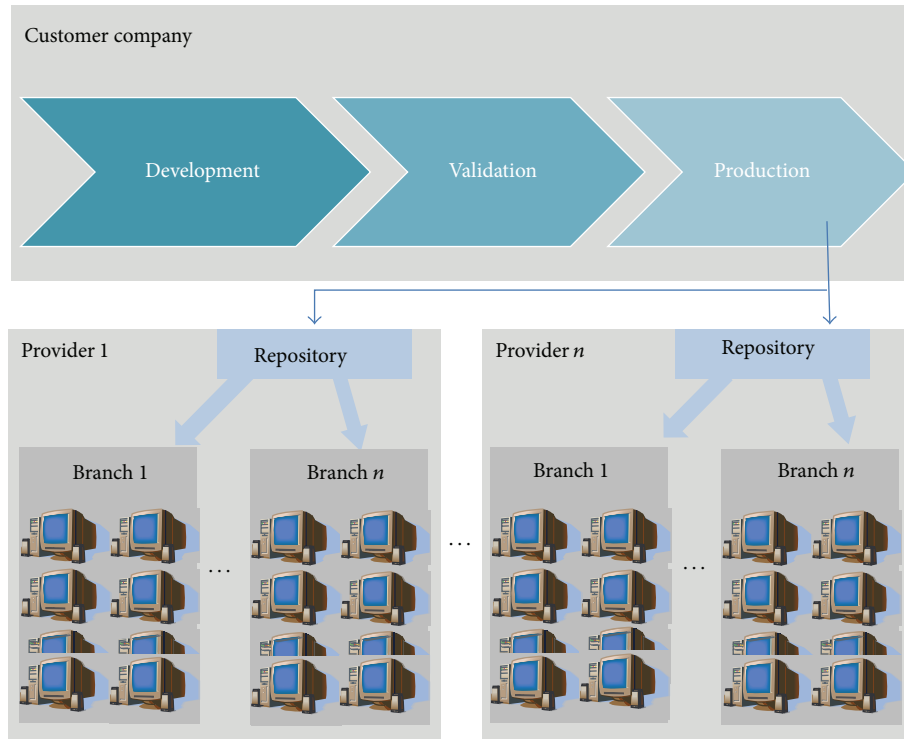 Customer company
Development
Validation
Production
Provider 1
Repository
Branch 1
...
Branch n
...
Provider n
Repository
Branch 1
...
Branch n